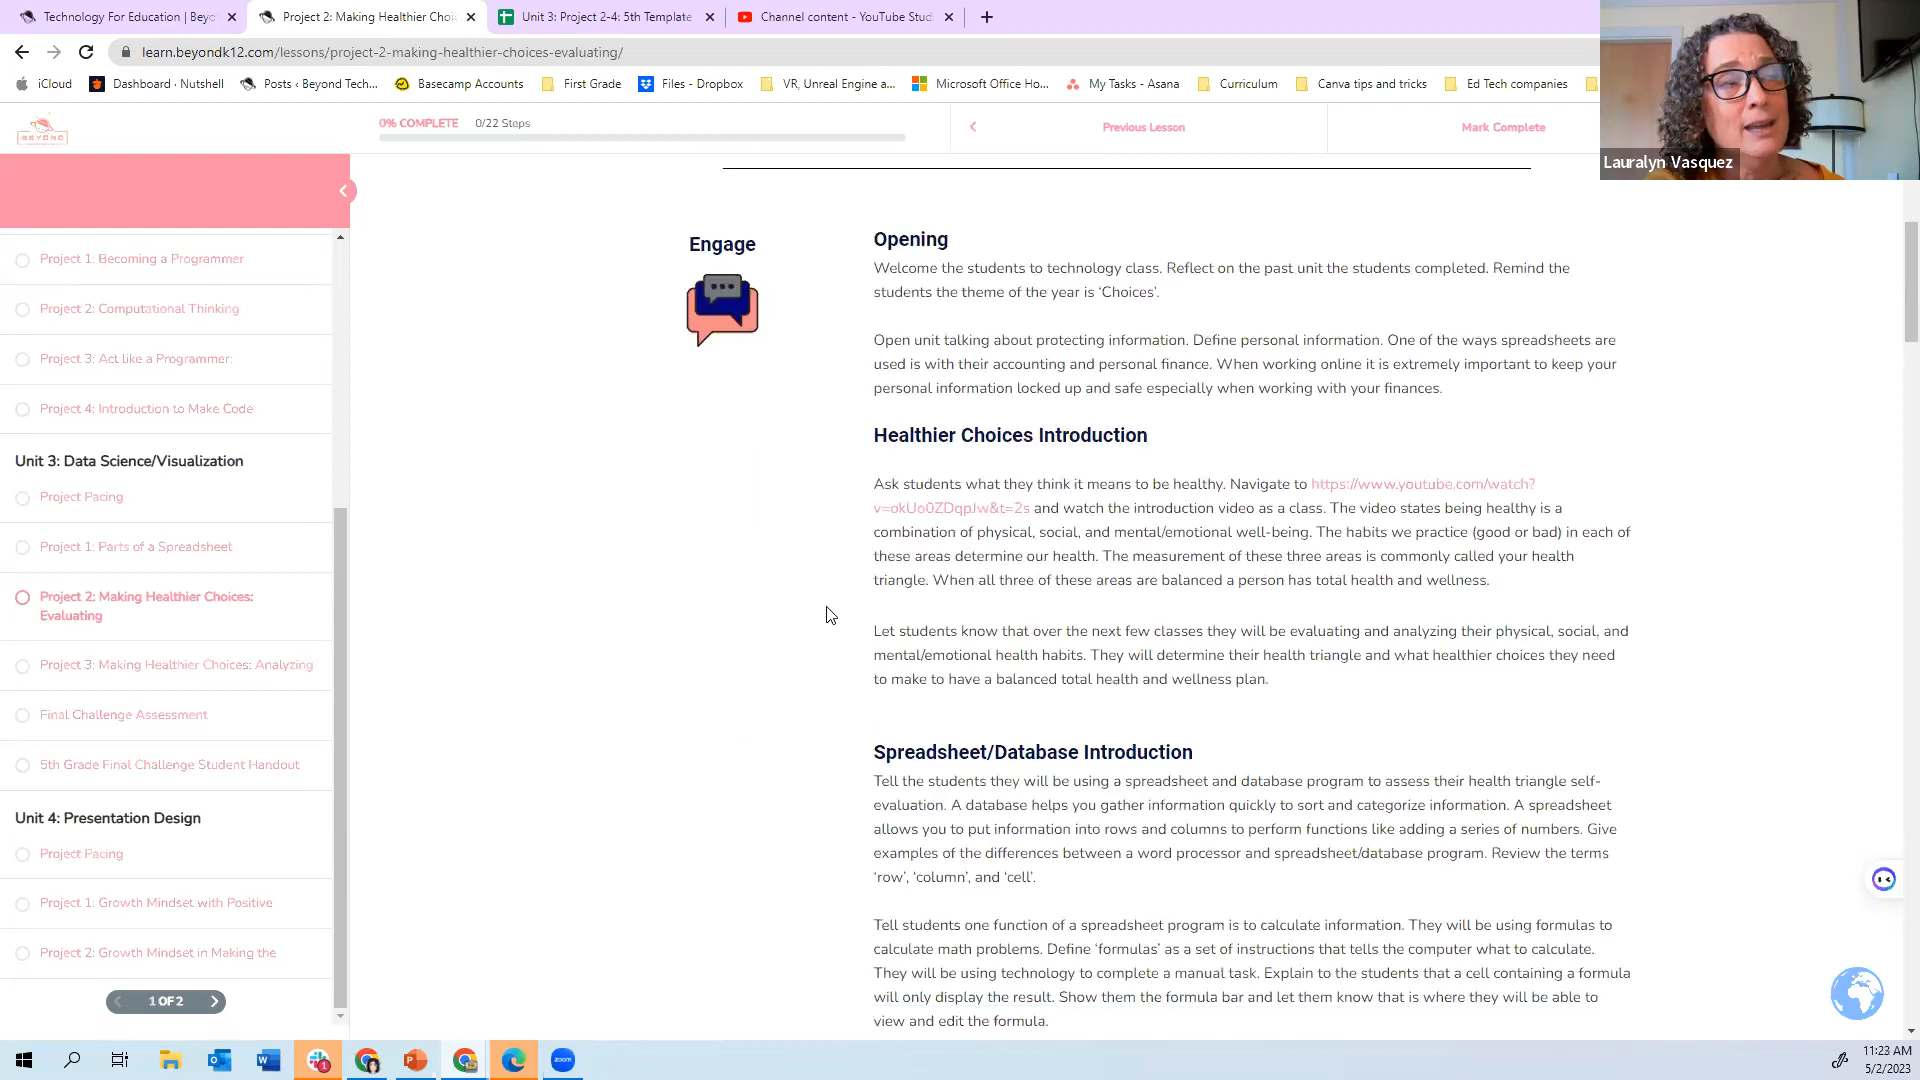 Technology For Education | Beyo
Project 2: Making Healthier Choic
Unit 3: Project 2-4: 5th Template
Channel content - YouTube Stud
learn.beyondk12.com/lessons/project-2-making-healthier-choices-evaluating/
iCloud
Dashboard · Nutshell
Posts ‹ Beyond Tech...
Basecamp Accounts
First Grade
Files - Dropbox
VR, Unreal Engine a...
Microsoft Office Ho...
My Tasks - Asana
Curriculum
Canva tips and tricks
Ed Tech companies
Lauralyn Vasquez
BEYOND
0% COMPLETE 0/22 Steps
Previous Lesson
Mark Complete
Project 1: Becoming a Programmer
Project 2: Computational Thinking
Project 3: Act like a Programmer:
Project 4: Introduction to Make Code
Unit 3: Data Science/Visualization
Project Pacing
Project 1: Parts of a Spreadsheet
Project 2: Making Healthier Choices:
Evaluating
Project 3: Making Healthier Choices: Analyzing
Final Challenge Assessment
5th Grade Final Challenge Student Handout
Unit 4: Presentation Design
Project Pacing
Project 1: Growth Mindset with Positive
Project 2: Growth Mindset in Making the
1 OF 2
Engage
Opening
Welcome the students to technology class. Reflect on the past unit the students completed. Remind the
students the theme of the year is ‘Choices’.
Open unit talking about protecting information. Define personal information. One of the ways spreadsheets are
used is with their accounting and personal finance. When working online it is extremely important to keep your
personal information locked up and safe especially when working with your finances.
Healthier Choices Introduction
Ask students what they think it means to be healthy. Navigate to https://www.youtube.com/watch?
v=okUo0ZDqpJw&t=2s and watch the introduction video as a class. The video states being healthy is a
combination of physical, social, and mental/emotional well-being. The habits we practice (good or bad) in each of
these areas determine our health. The measurement of these three areas is commonly called your health
triangle. When all three of these areas are balanced a person has total health and wellness.
Let students know that over the next few classes they will be evaluating and analyzing their physical, social, and
mental/emotional health habits. They will determine their health triangle and what healthier choices they need
to make to have a balanced total health and wellness plan.
Spreadsheet/Database Introduction
Tell the students they will be using a spreadsheet and database program to assess their health triangle self-
evaluation. A database helps you gather information quickly to sort and categorize information. A spreadsheet
allows you to put information into rows and columns to perform functions like adding a series of numbers. Give
examples of the differences between a word processor and spreadsheet/database program. Review the terms
‘row’, ‘column’, and ‘cell’.
Tell students one function of a spreadsheet program is to calculate information. They will be using formulas to
calculate math problems. Define ‘formulas’ as a set of instructions that tells the computer what to calculate.
They will be using technology to complete a manual task. Explain to the students that a cell containing a formula
will only display the result. Show them the formula bar and let them know that is where they will be able to
view and edit the formula.
1
zoom
11:23 AM
5/2/2023